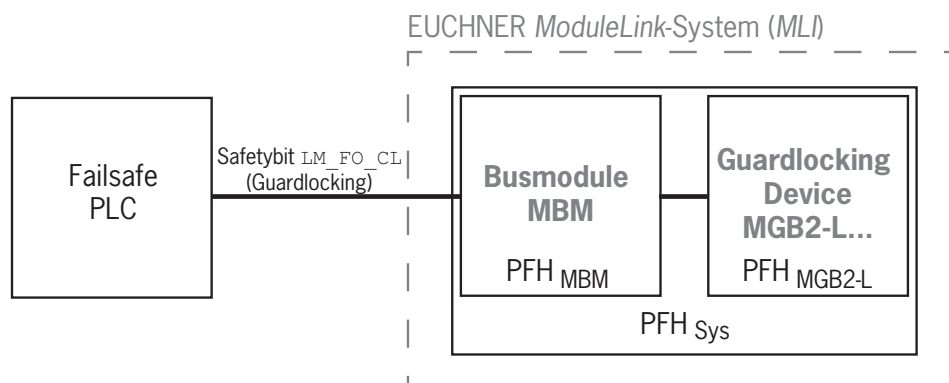 EUCHNER ModuleLink-System (MLI)
Failsafe
PLC
Safetybit LM_FO_CL
(Guardlocking)
Busmodule
MBM
PFH MBM
Guardlocking
Device
MGB2-L...
PFH MGB2-L
PFH Sys